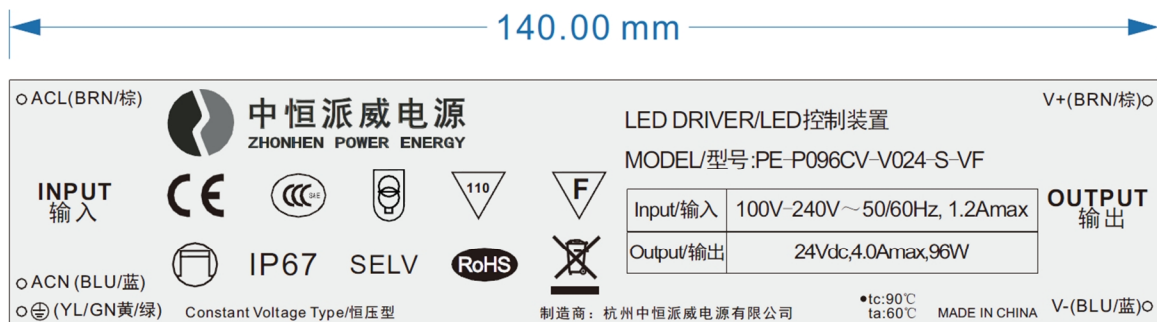 140.00 mm
ACL(BRN/棕)
中恒派威电源
ZHONHEN POWER ENERGY
LED DRIVER/LED控制装置
V+(BRN/棕)
MODEL/型号:PE-P096CV-V024-S-VF
INPUT
输入
CE
CCC S&E
110
F
Input/输入 100V-240V～50/60Hz, 1.2Amax
Output/输出 24Vdc,4.0Amax,96W
OUTPUT
输出
IP67
SELV
RoHS
ACN (BLU/蓝)
(YL/GN黄/绿)
Constant Voltage Type/恒压型
制造商：杭州中恒派威电源有限公司
tc:90℃
ta:60℃
MADE IN CHINA
V-(BLU/蓝)